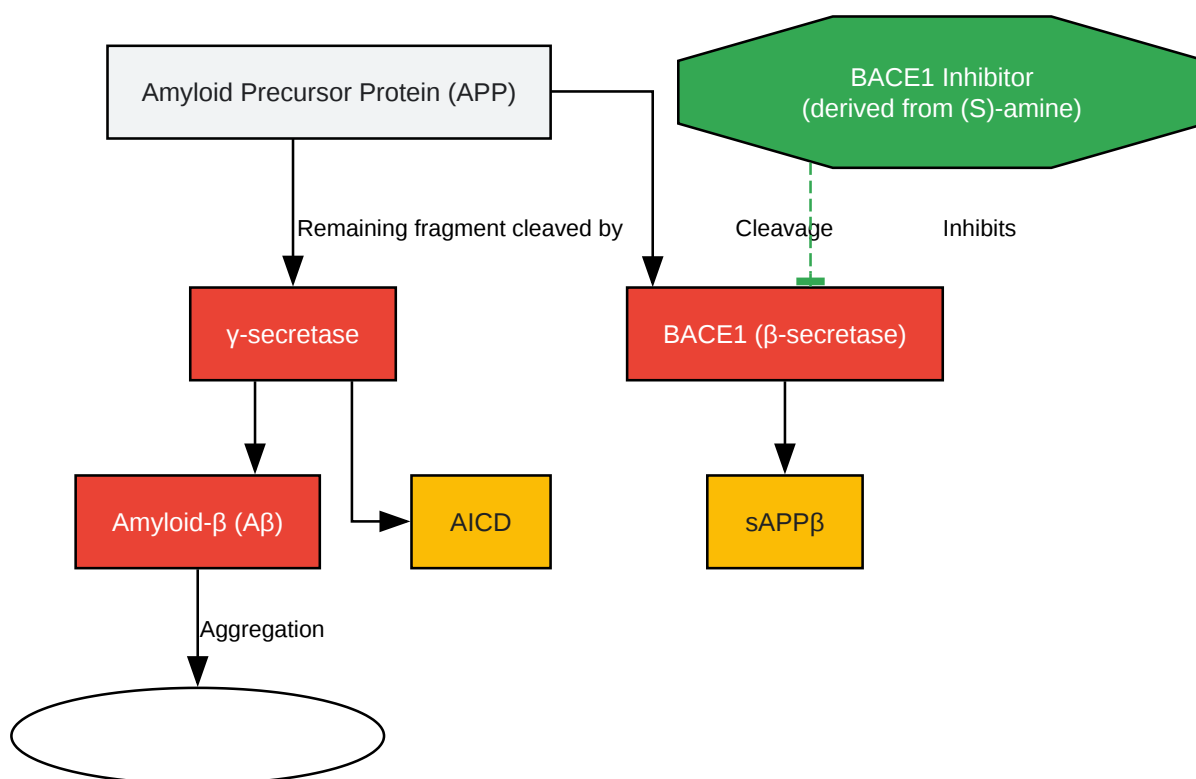 Amyloid Precursor Protein (APP)
BACE1 Inhibitor
(derived from (S)-amine)
Remaining fragment cleaved by
Cleavage
Inhibits
γ-secretase
BACE1 (β-secretase)
Amyloid-β (Aβ)
AICD
sAPPβ
Aggregation